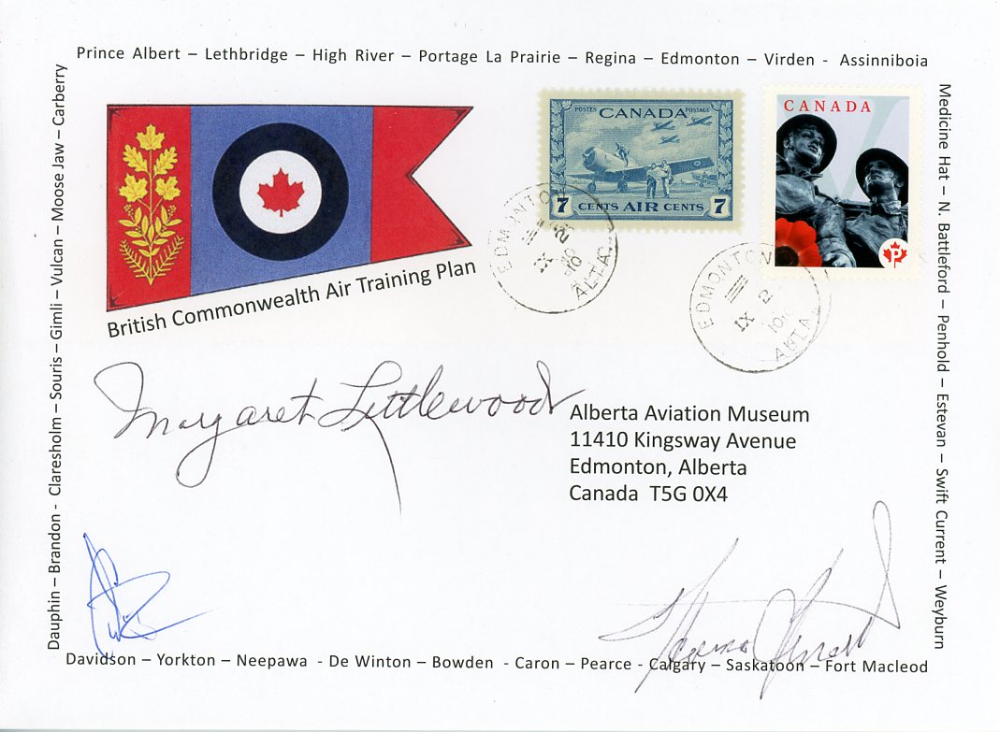 Prince Albert – Lethbridge – High River – Portage La Prairie – Regina – Edmonton – Virden - Assinniboia
Dauphin – Brandon - Claresholm – Souris – Gimli – Vulcan – Moose Jaw – Carberry
Medicine Hat – N. Battleford – Penhold – Estevan – Swift Current – Weyburn
British Commonwealth Air Training Plan
POSTES CANADA POSTAGE
7 CENTS AIR CENTS 7
CANADA
P
EDMONTON
IX 2
ALTA.
EDMONTON
IX 2
ALTA.
Margaret Littlewood
Alberta Aviation Museum
11410 Kingsway Avenue
Edmonton, Alberta
Canada T5G 0X4
Davidson – Yorkton – Neepawa - De Winton – Bowden - Caron – Pearce - Calgary – Saskatoon – Fort Macleod